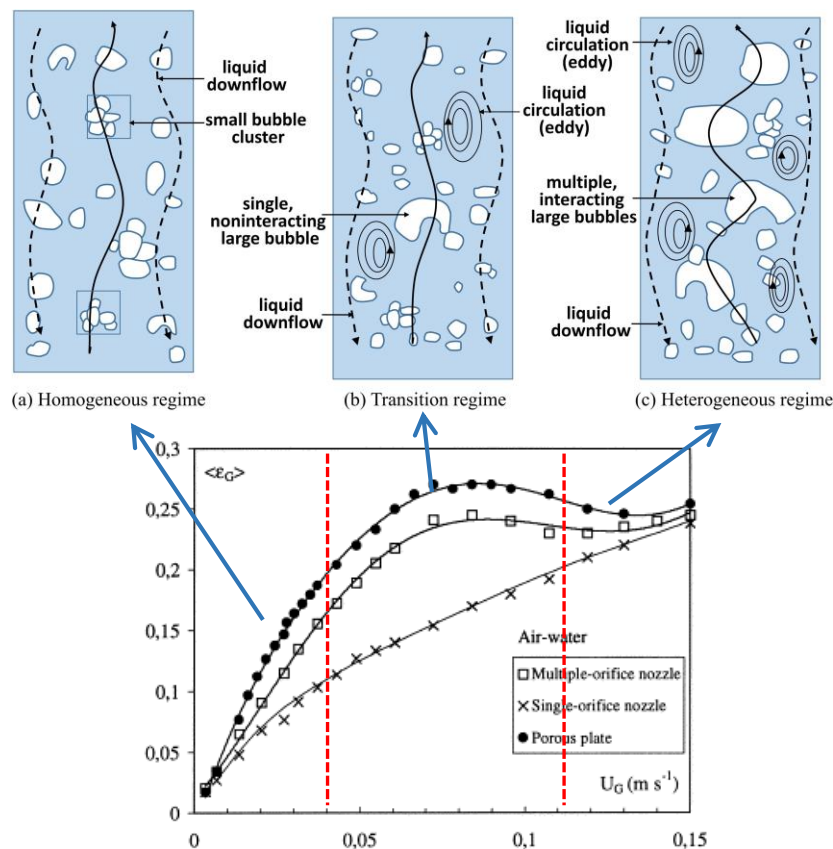 liquid
downflow
small bubble
cluster
(a) Homogeneous regime
liquid
circulation
(eddy)
single,
noninteracting
large bubble
liquid
downflow
(b) Transition regime
liquid
circulation
(eddy)
multiple,
interacting
large bubbles
liquid
downflow
(c) Heterogeneous regime
<εG>
0,3
0,25
0,2
0,15
0,1
0,05
0
Air-water
Multiple-orifice nozzle
Single-orifice nozzle
Porous plate
UG (m s⁻¹)
0
0,05
0,1
0,15